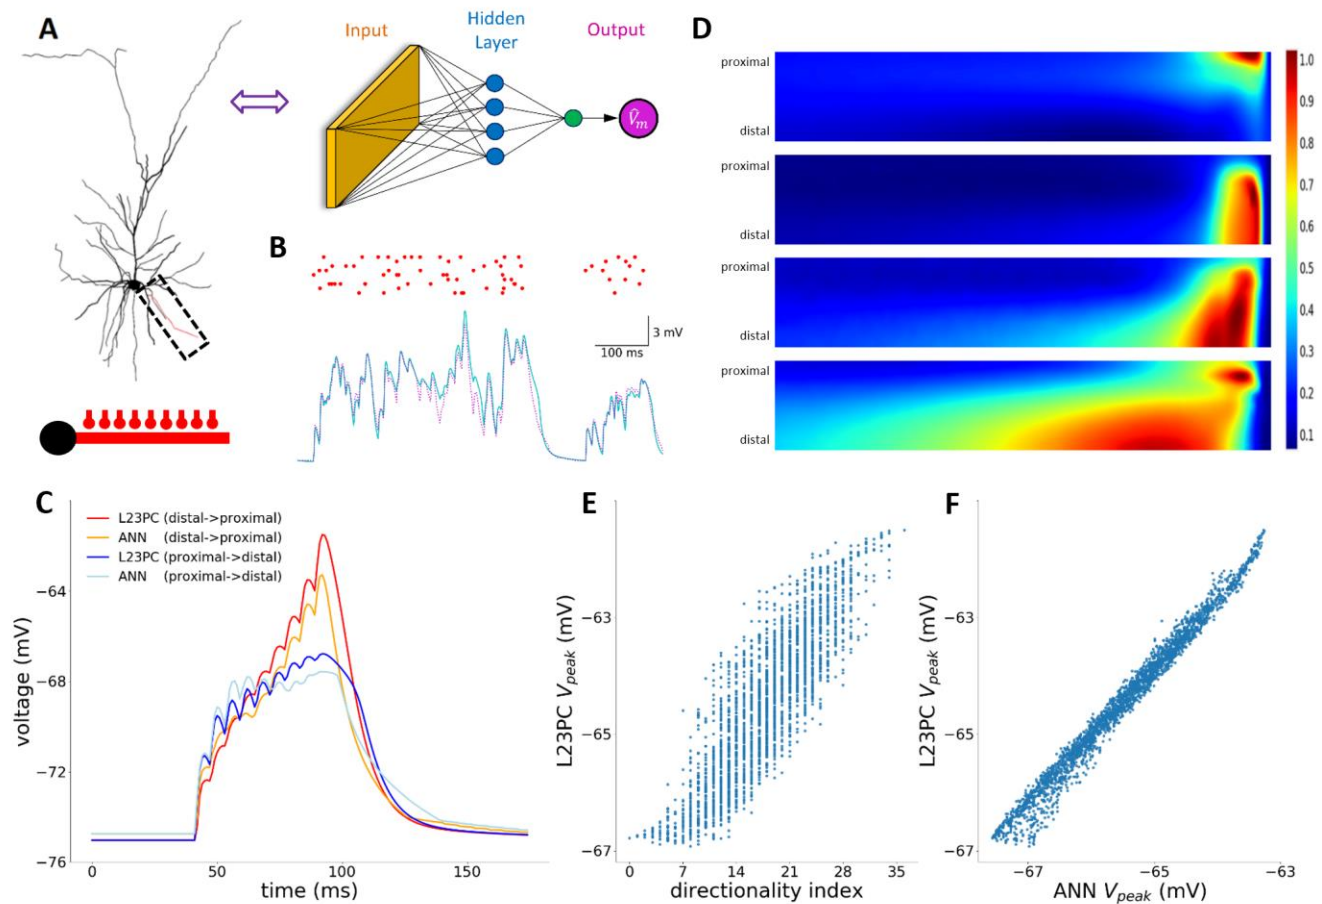 A
Input
Hidden
Layer
Output
V̂m
B
3 mV
100 ms
D
proximal
distal
proximal
distal
proximal
distal
proximal
distal
1.0
0.9
0.8
0.7
0.6
0.5
0.4
0.3
0.2
0.1
C
L23PC (distal->proximal)
ANN (distal->proximal)
L23PC (proximal->distal)
ANN (proximal->distal)
voltage (mV)
−64
−68
−72
−76
0
50
100
150
time (ms)
E
L23PC Vpeak (mV)
−63
−65
−67
0
7
14
21
28
35
directionality index
F
L23PC Vpeak (mV)
−63
−65
−67
−67
−65
−63
ANN Vpeak (mV)